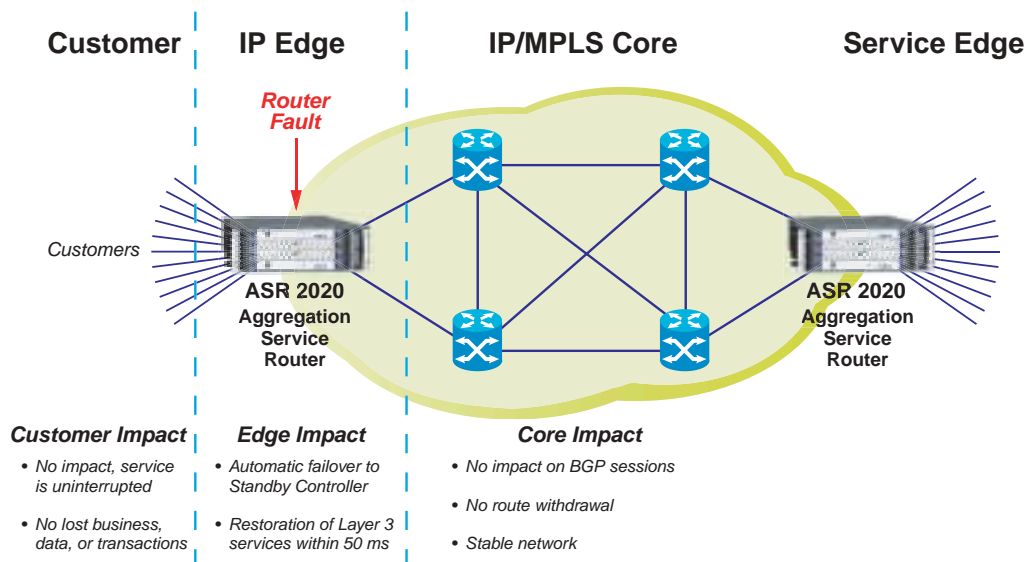 Customer
IP Edge
IP/MPLS Core
Service Edge
Router
Fault
Customers
ASR 2020
Aggregation
Service
Router
ASR 2020
Aggregation
Service
Router
Customer Impact
• No impact, service
is uninterrupted
• No lost business,
data, or transactions
Edge Impact
• Automatic failover to
Standby Controller
• Restoration of Layer 3
services within 50 ms
Core Impact
• No impact on BGP sessions
• No route withdrawal
• Stable network